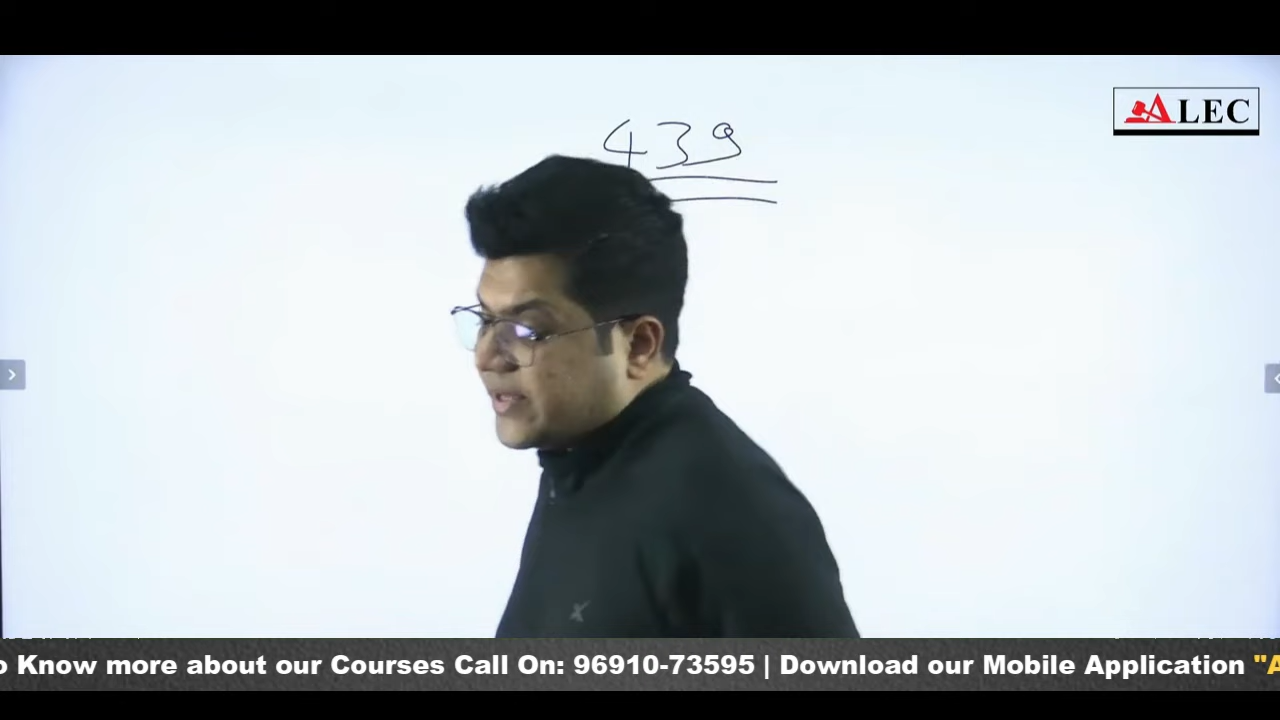 ALEC
439
o Know more about our Courses Call On: 96910-73595 | Download our Mobile Application "A